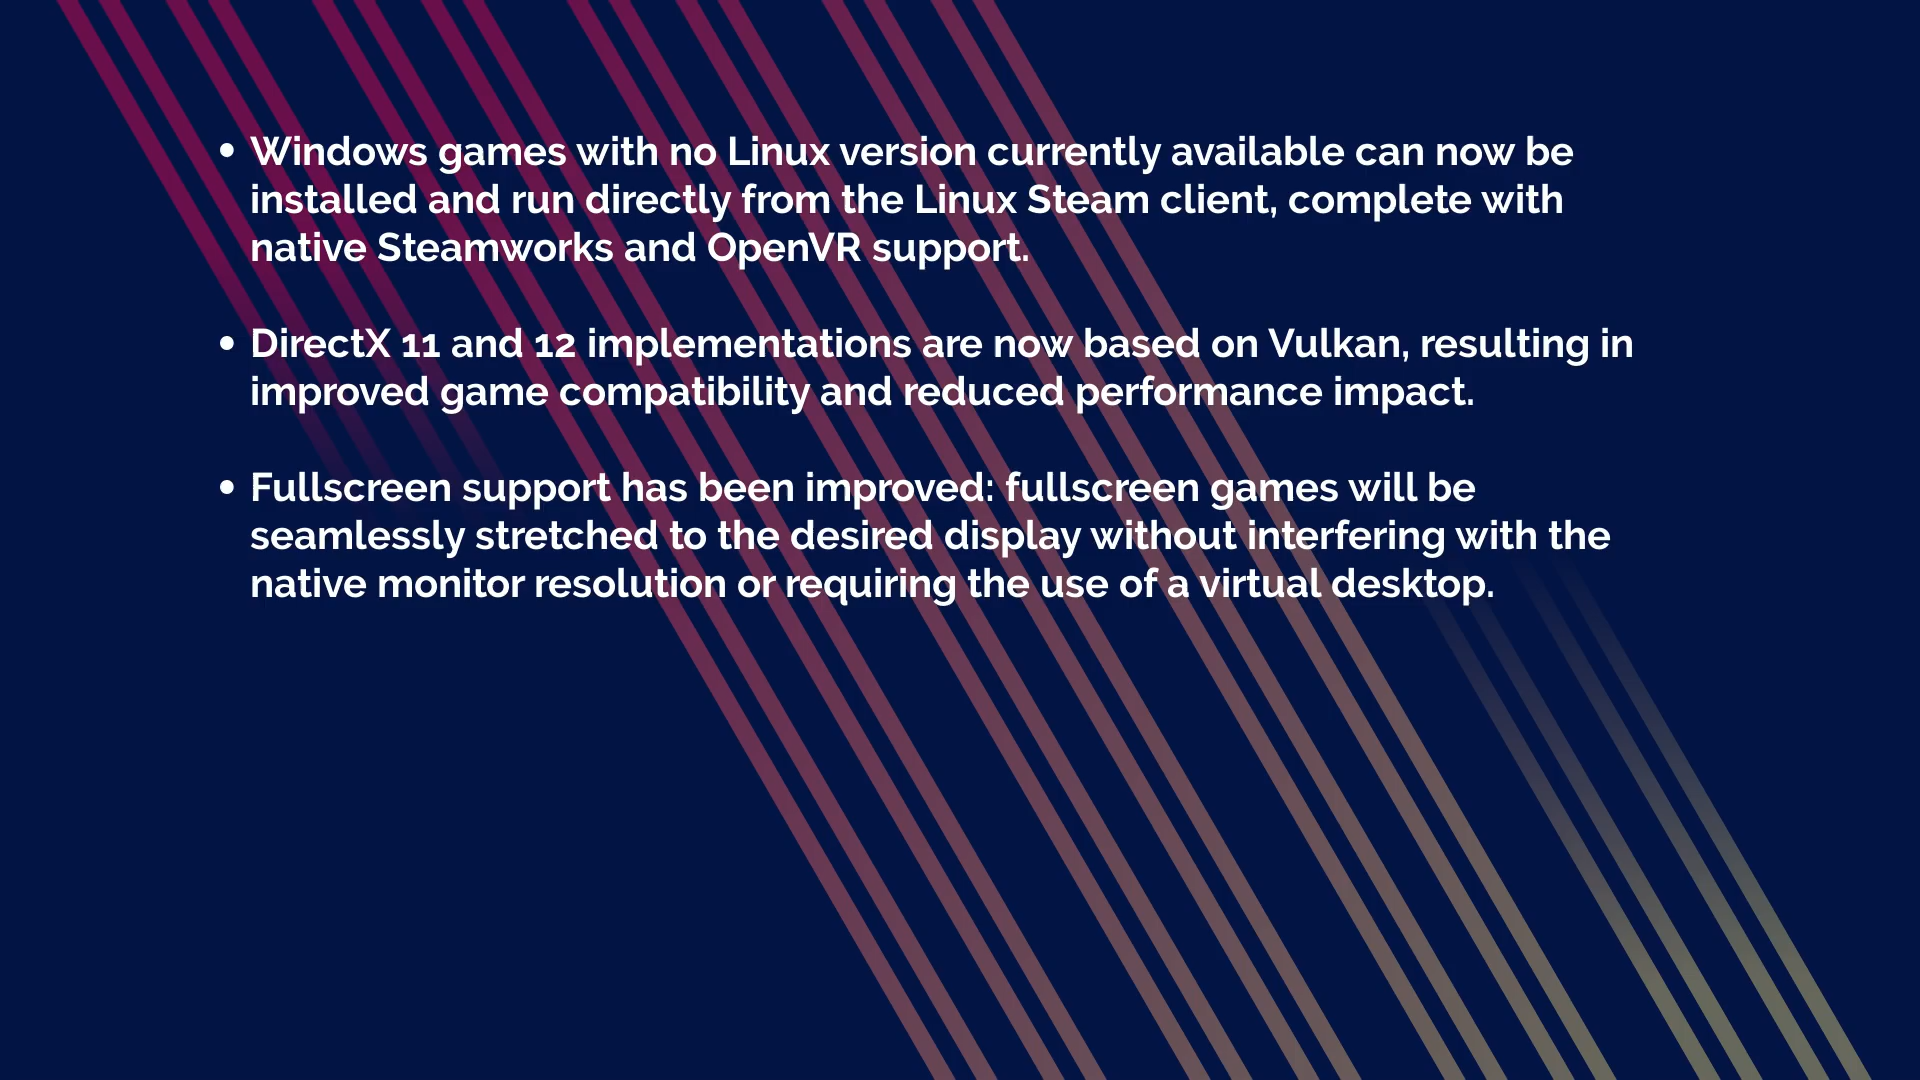 • Windows games with no Linux version currently available can now be
installed and run directly from the Linux Steam client, complete with
native Steamworks and OpenVR support.
• DirectX 11 and 12 implementations are now based on Vulkan, resulting in
improved game compatibility and reduced performance impact.
• Fullscreen support has been improved: fullscreen games will be
seamlessly stretched to the desired display without interfering with the
native monitor resolution or requiring the use of a virtual desktop.